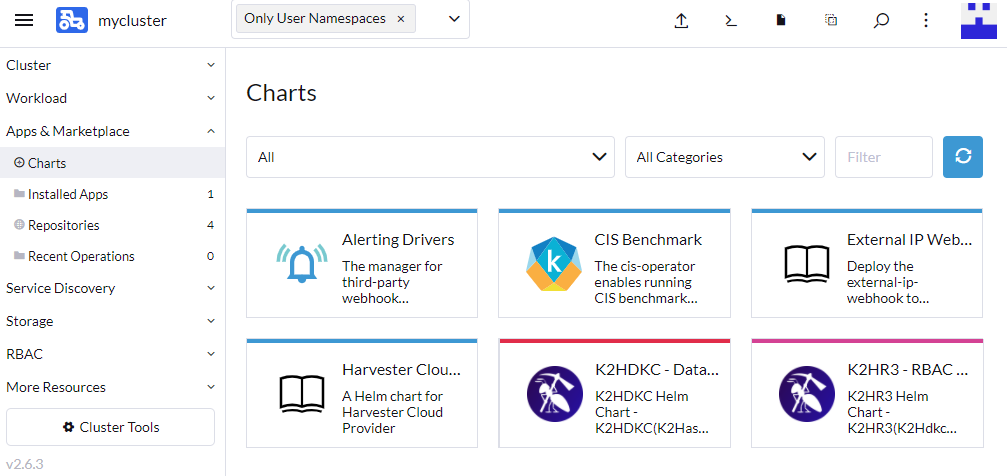 mycluster
Only User Namespaces ×
Cluster
Workload
Apps & Marketplace
Charts
Installed Apps 1
Repositories 4
Recent Operations 0
Service Discovery
Storage
RBAC
More Resources
Cluster Tools
v2.6.3
Charts
All
All Categories
Filter
Alerting Drivers
The manager for
third-party
webhook...
k
CIS Benchmark
The cis-operator
enables running
CIS benchmark...
External IP Web...
Deploy the
external-ip-
webhook to...
Harvester Clou...
A Helm chart for
Harvester Cloud
Provider
K2HDKC - Data...
K2HDKC Helm
Chart -
K2HDKC(K2Has...
K2HR3 - RBAC ...
K2HR3 Helm
Chart -
K2HR3(K2Hdkc...